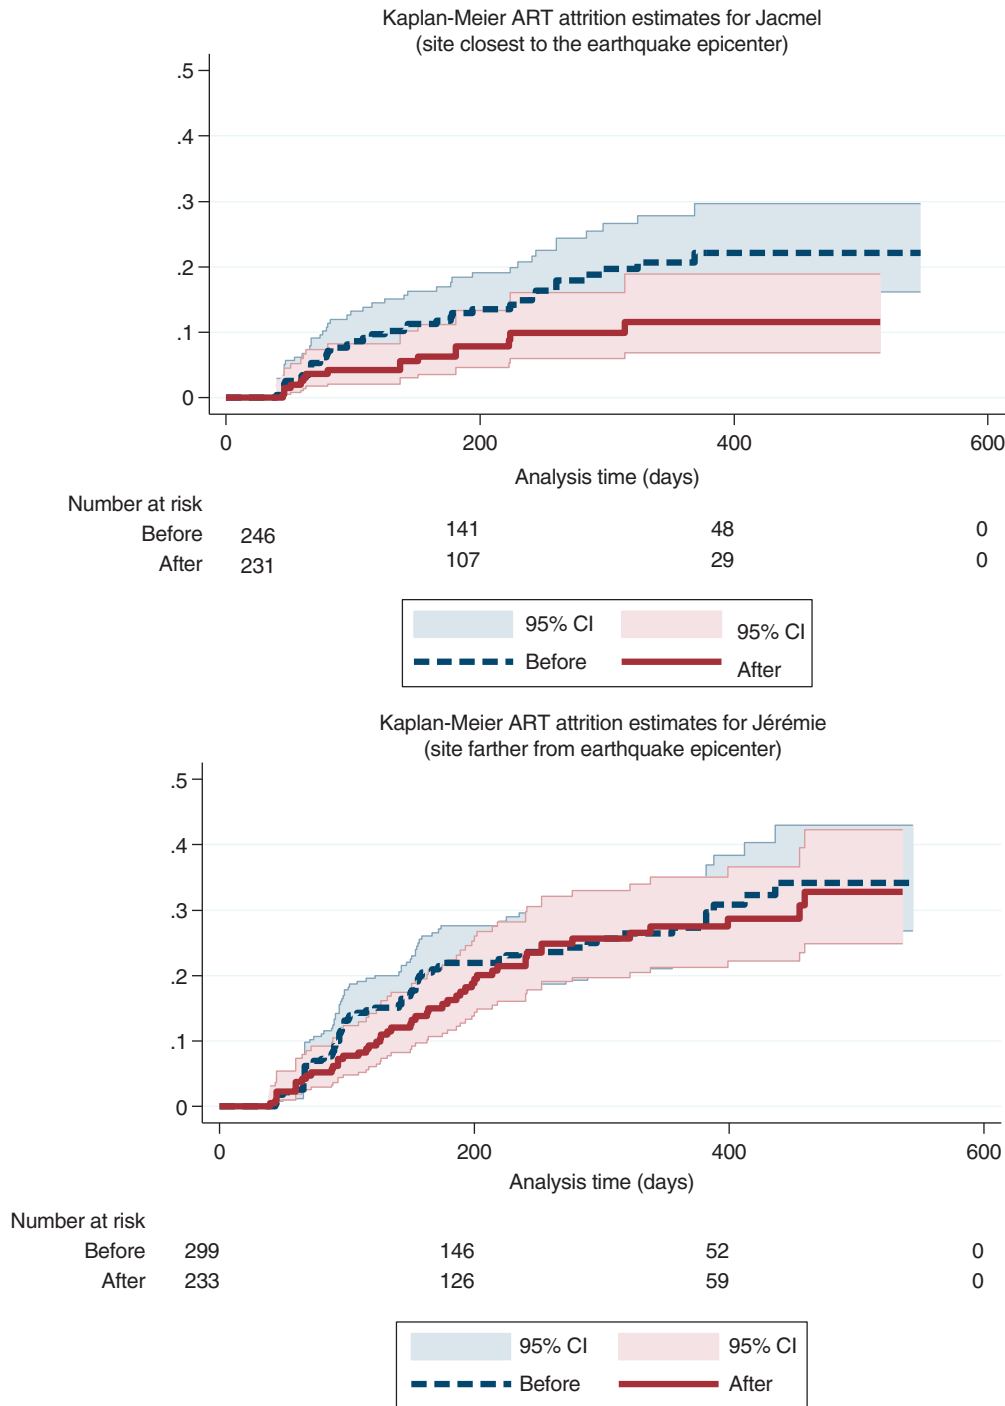 Kaplan-Meier ART attrition estimates for Jacmel
(site closest to the earthquake epicenter)
.5
.4
.3
.2
.1
0
0 200 400 600
Analysis time (days)
Number at risk
Before 246 141 48 0
After 231 107 29 0
95% CI 95% CI
Before After
Kaplan-Meier ART attrition estimates for Jérémie
(site farther from earthquake epicenter)
.5
.4
.3
.2
.1
0
0 200 400 600
Analysis time (days)
Number at risk
Before 299 146 52 0
After 233 126 59 0
95% CI 95% CI
Before After